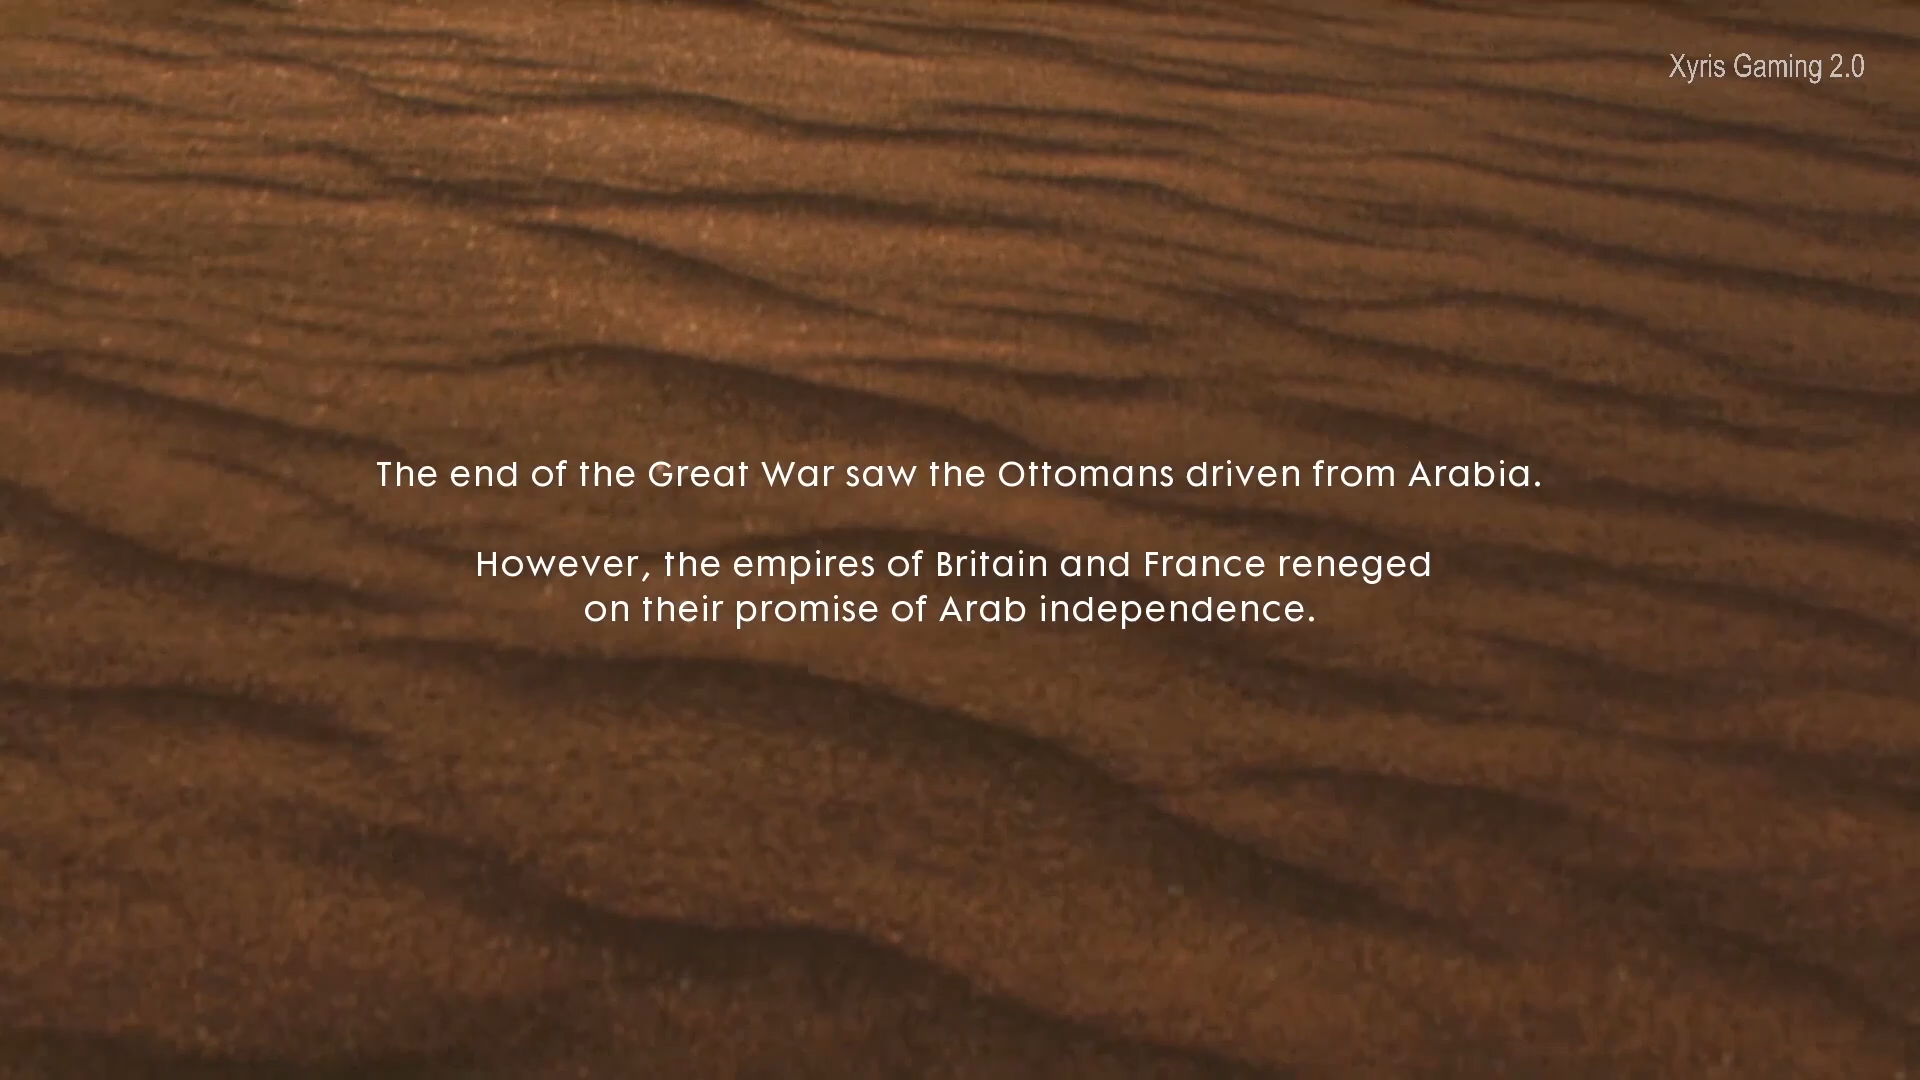 Xyris Gaming 2.0
The end of the Great War saw the Ottomans driven from Arabia.
However, the empires of Britain and France reneged
on their promise of Arab independence.